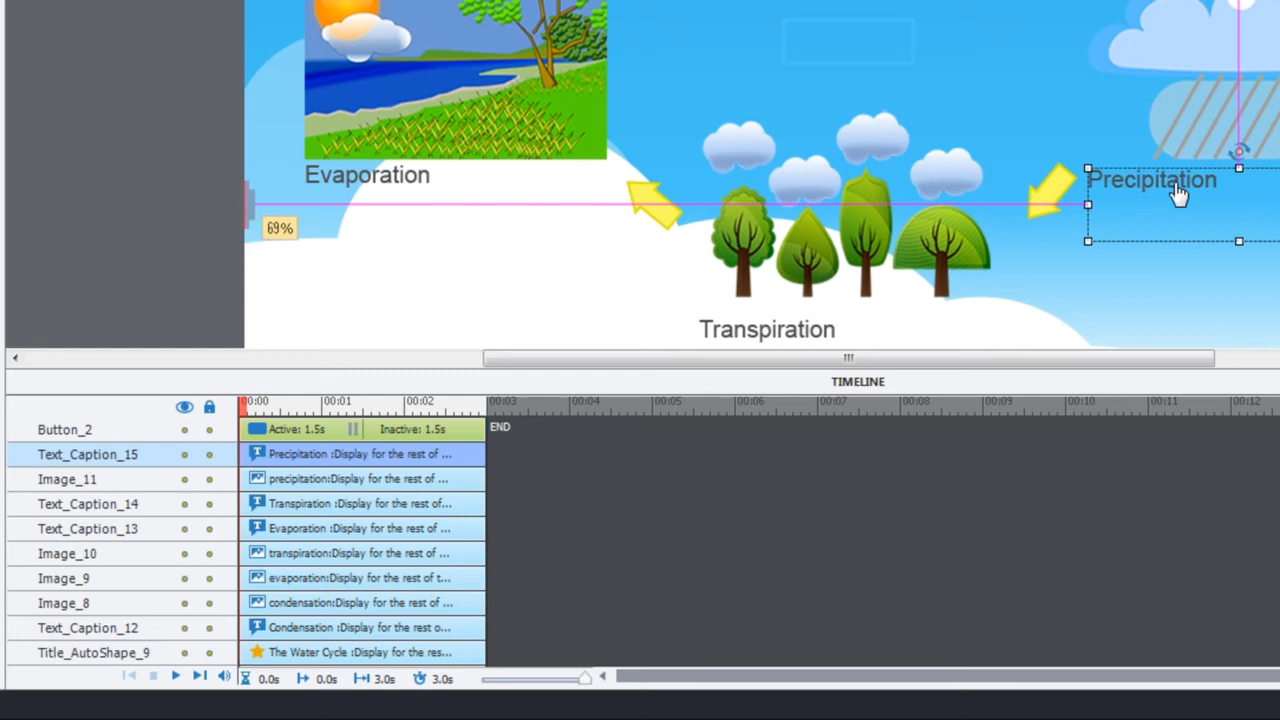 Evaporation
Precipitation
69%
Transpiration
TIMELINE
00:00 00:01 00:02 00:03 00:04 00:05 00:06 00:07 00:08 00:09 00:10 00:11 00:12
Button_2 Active: 1.5s Inactive: 1.5s END
Text_Caption_15 Precipitation :Display for the rest of ...
Image_11 precipitation:Display for the rest of ...
Text_Caption_14 Transpiration :Display for the rest of...
Text_Caption_13 Evaporation :Display for the rest of ...
Image_10 transpiration:Display for the rest of ...
Image_9 evaporation:Display for the rest of t...
Image_8 condensation:Display for the rest of ...
Text_Caption_12 Condensation :Display for the rest o...
Title_AutoShape_9 The Water Cycle :Display for the res...
0.0s 0.0s 3.0s 3.0s